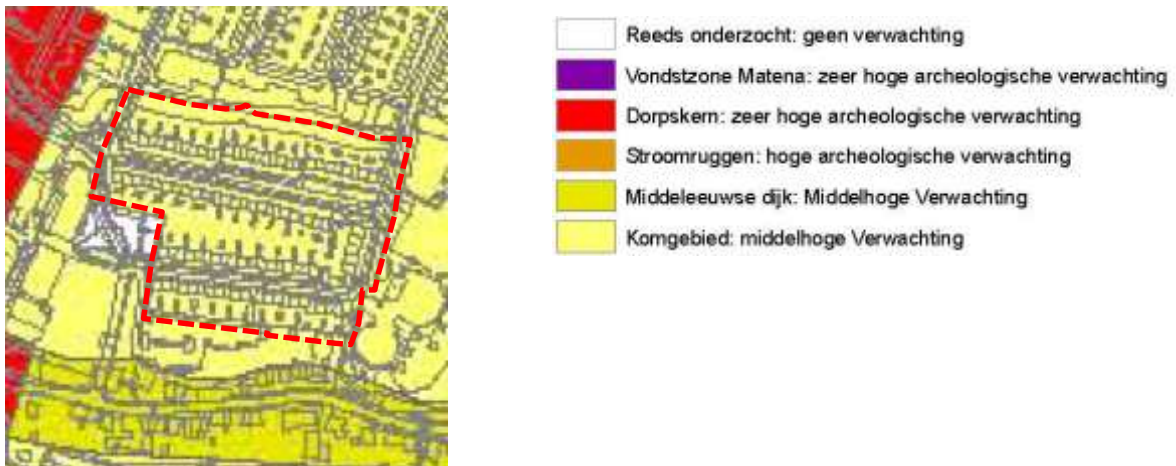 Reeds onderzocht: geen verwachting
Vondstzone Matena: zeer hoge archeologische verwachting
Dorpskern: zeer hoge archeologische verwachting
Stroomruggen: hoge archeologische verwachting
Middeleeuwse dijk: Middelhoge Verwachting
Komgebied: middelhoge Verwachting